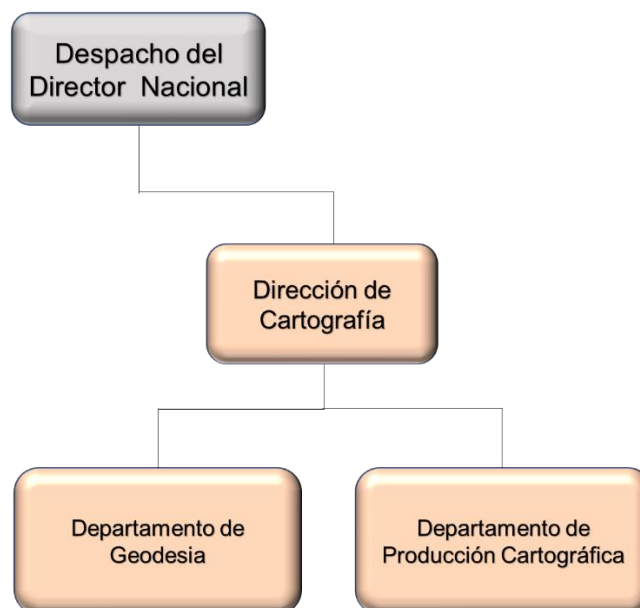 Despacho del
Director Nacional
Dirección de
Cartografía
Departamento de
Geodesia
Departamento de
Producción Cartográfica